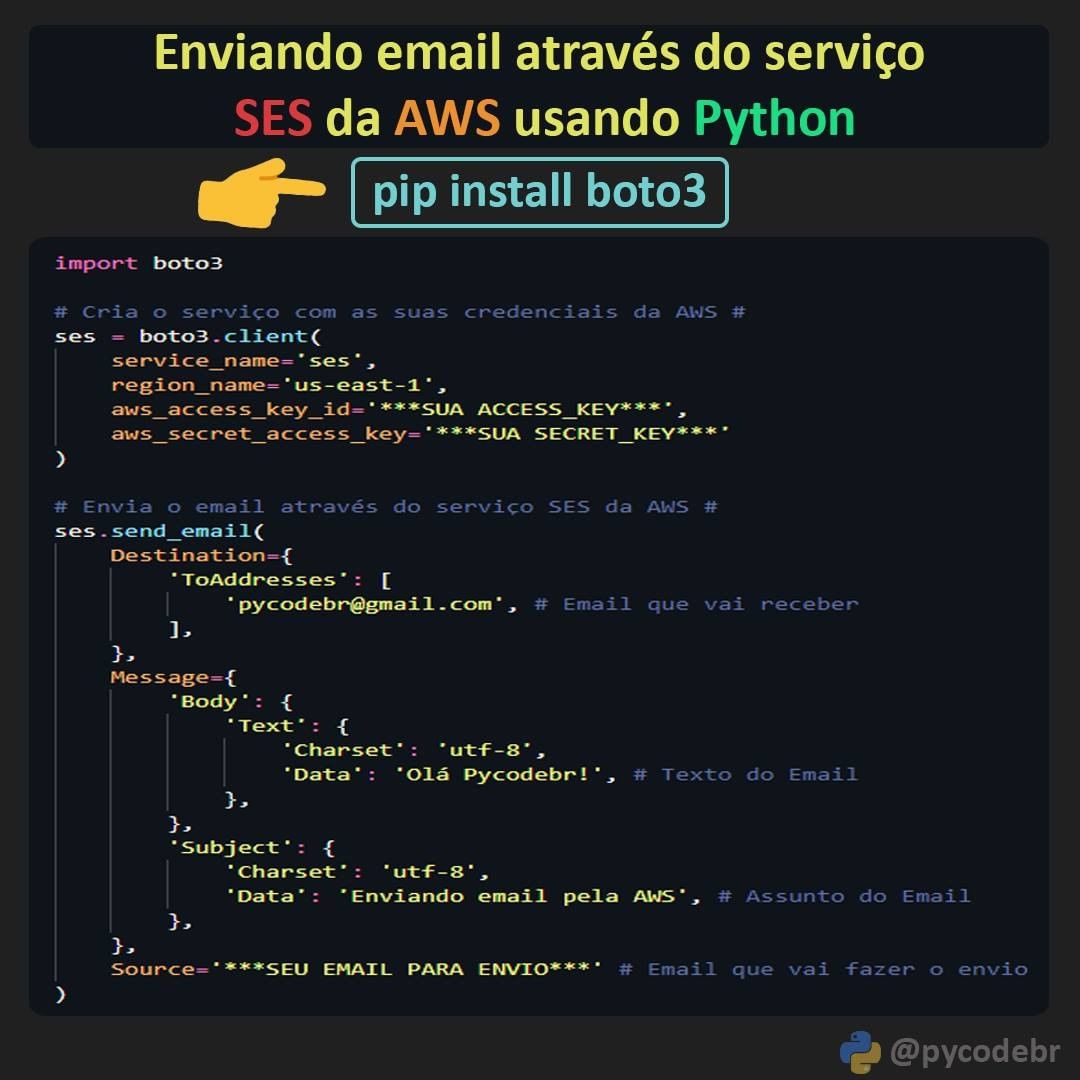 Enviando email através do serviço
SES da AWS usando Python
pip install boto3
import boto3
# Cria o serviço com as suas credenciais da AWS #
ses = boto3.client(
    service_name='ses',
    region_name='us-east-1',
    aws_access_key_id='***SUA ACCESS_KEY***',
    aws_secret_access_key='***SUA SECRET_KEY***'
)
# Envia o email através do serviço SES da AWS #
ses.send_email(
    Destination={
        'ToAddresses': [
            'pycodebr@gmail.com', # Email que vai receber
        ],
    },
    Message={
        'Body': {
            'Text': {
                'Charset': 'utf-8',
                'Data': 'Olá Pycodebr!', # Texto do Email
            },
        },
        'Subject': {
            'Charset': 'utf-8',
            'Data': 'Enviando email pela AWS', # Assunto do Email
        },
    },
    Source='***SEU EMAIL PARA ENVIO***' # Email que vai fazer o envio
)
@pycodebr